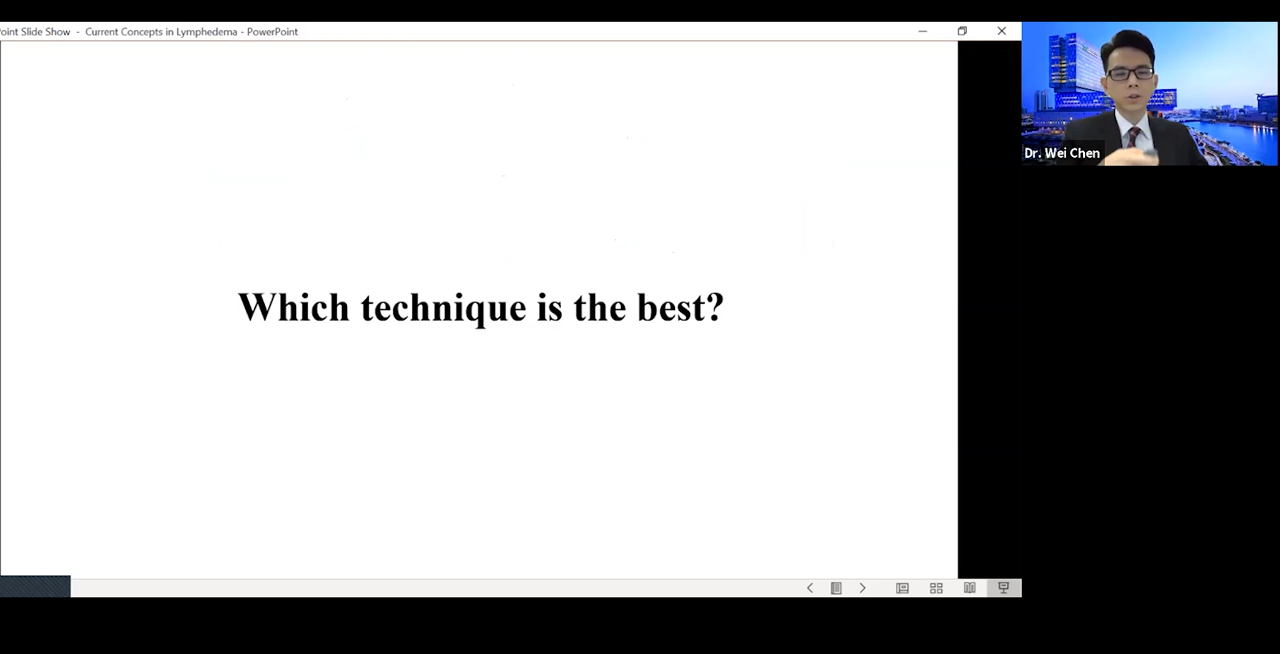 oint Slide Show - Current Concepts in Lymphedema - PowerPoint
Which technique is the best?
Dr. Wei Chen